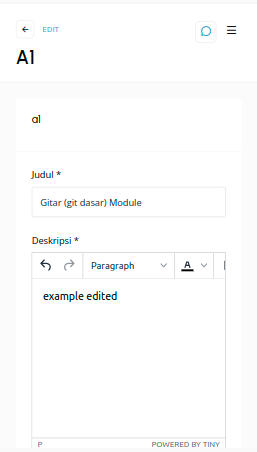 EDIT
A1
a1
Judul *
Gitar (git dasar) Module
Deskripsi *
Paragraph A
example edited
P POWERED BY TINY